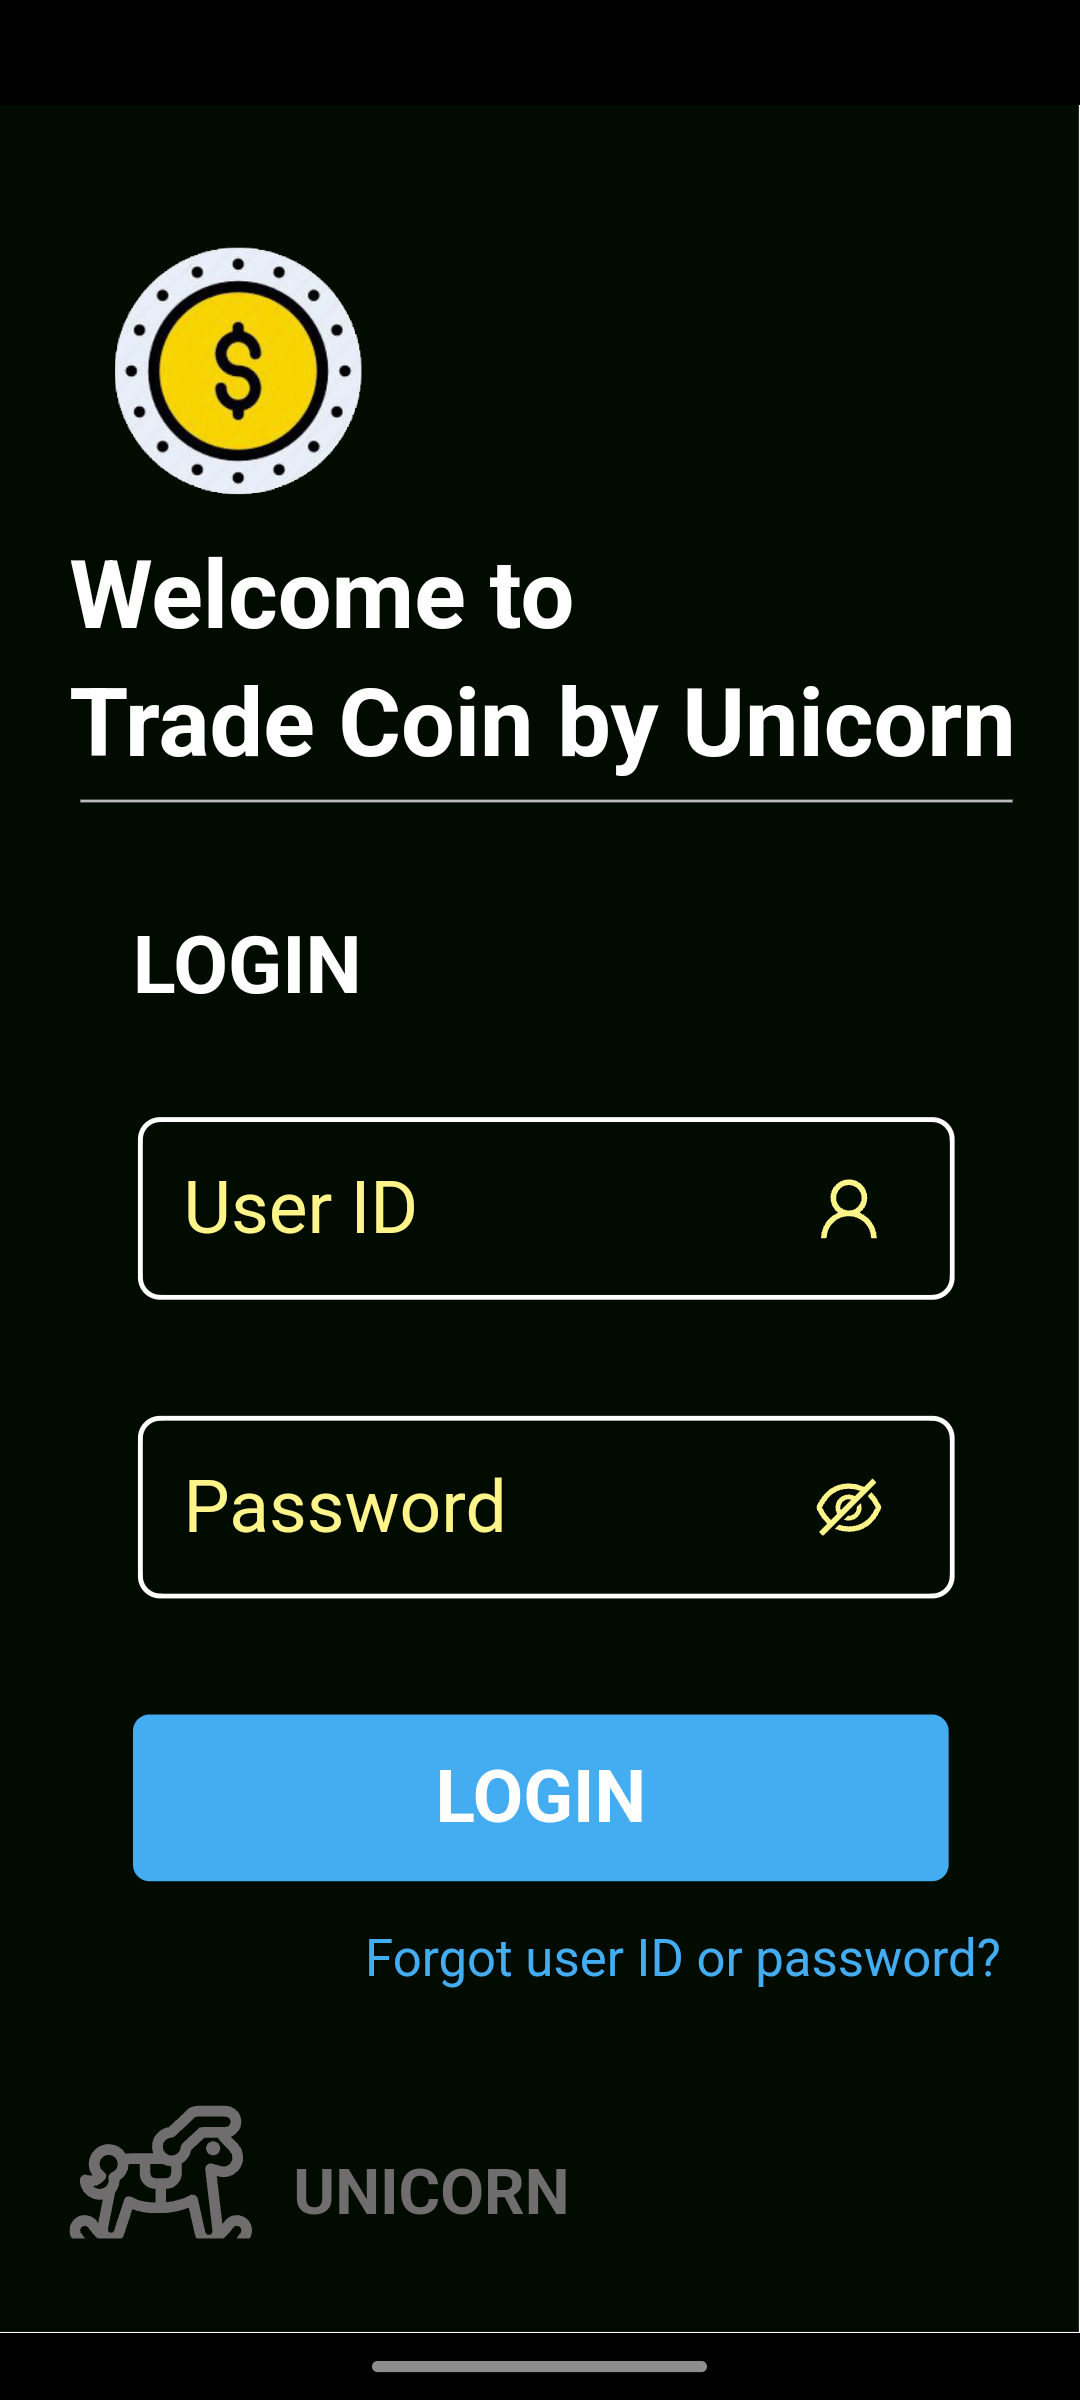 $
Welcome to
Trade Coin by Unicorn
LOGIN
User ID
Password
LOGIN
Forgot user ID or password?
UNICORN